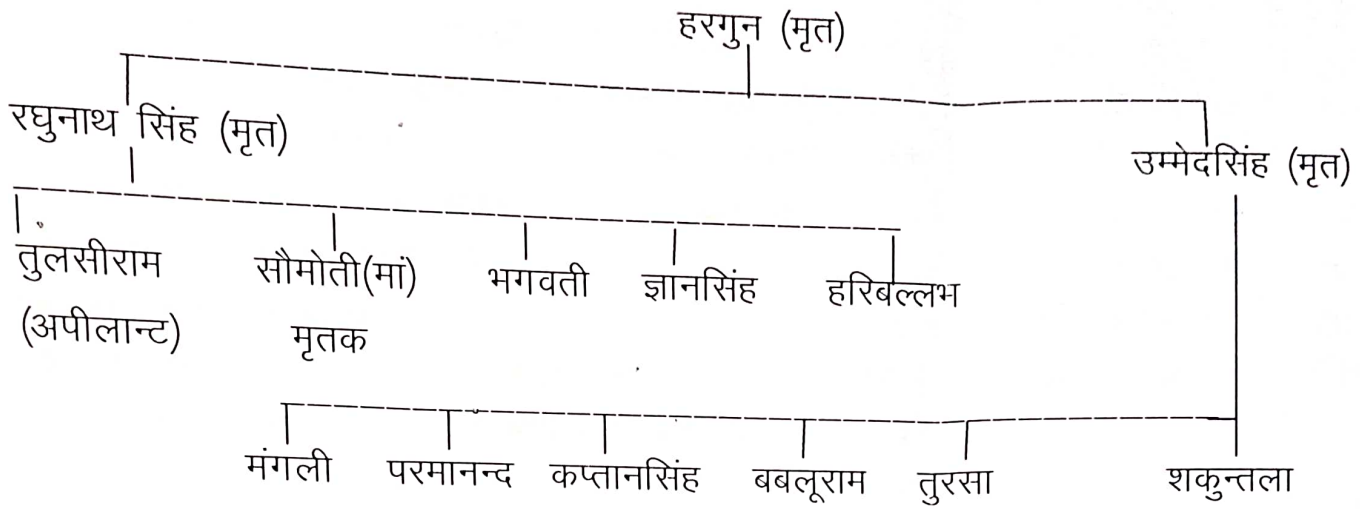 हरगुन (मृत)
रघुनाथ सिंह (मृत)
उम्मेदसिंह (मृत)
तुलसीराम सौमोती(मां) भगवती ज्ञानसिंह हरिबल्लभ
(अपीलान्ट) मृतक
मंगली परमानन्द कप्तानसिंह बबलूराम तुरसा शकुन्तला